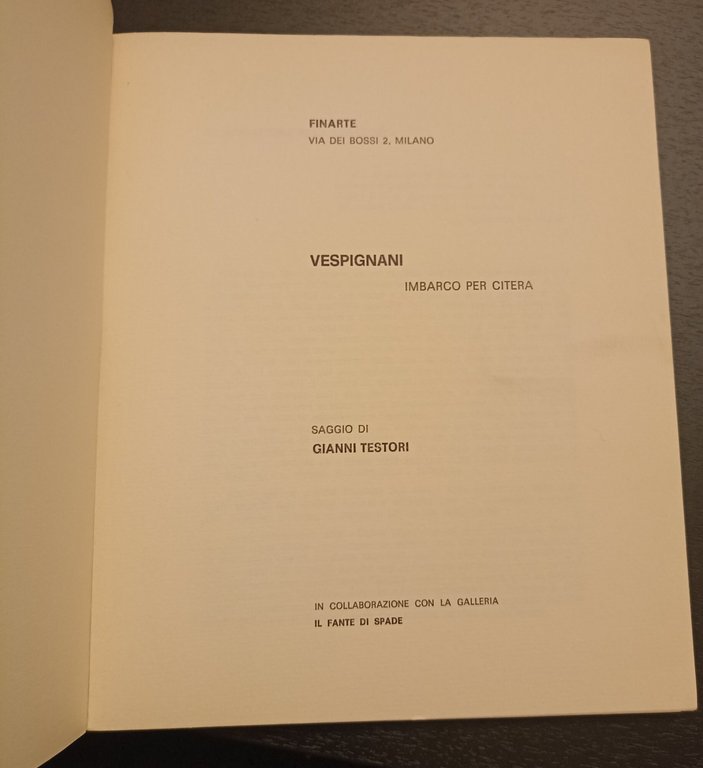 FINARTE
VIA DEI BOSSI 2, MILANO
VESPIGNANI
IMBARCO PER CITERA
SAGGIO DI
GIANNI TESTORI
IN COLLABORAZIONE CON LA GALLERIA
IL FANTE DI SPADE